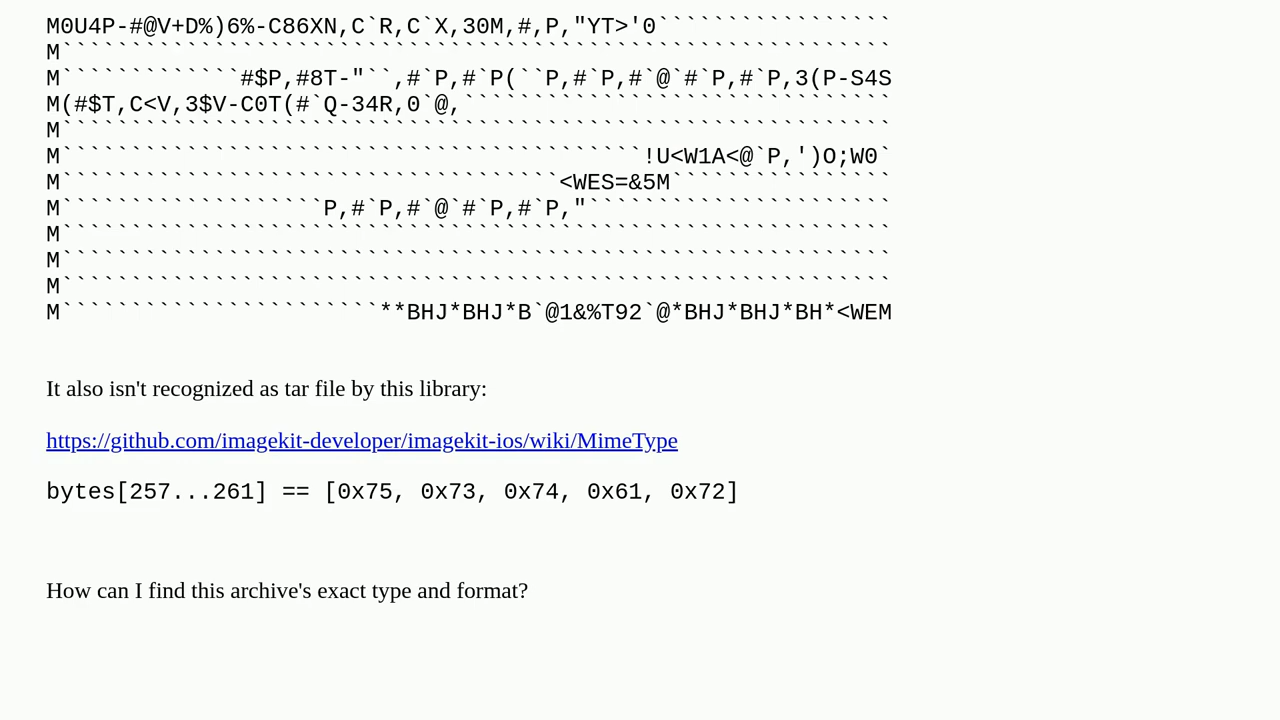 M0U4P-#@V+D%)6%-C86XN,C`R,C`X,30M,#,P,"YT>'0`````````````````
M````````````````````````````````````````````````````````````
M`````````````#$P,#8T-"``,#`P,#`P(``P,#`P,#`@`#`P,#`P,3(P-S4S
M(#$T,C<V,3$V-C0T(#`Q-34R,0`@,```````````````````````````````
M````````````````````````````````````````````````````````````
M``````````````````````````````````````````!U<W1A<@`P,')O;W0`
M````````````````````````````````````<WES=&5M````````````````
M```````````````````P,#`P,#`@`#`P,#`P,"``````````````````````
M````````````````````````````````````````````````````````````
M````````````````````````````````````````````````````````````
M````````````````````````````````````````````````````````````
M```````````````````````**BHJ*BHJ*B`@1&%T92`@*BHJ*BHJ*BH*<WEM
It also isn't recognized as tar file by this library:
https://github.com/imagekit-developer/imagekit-ios/wiki/MimeType
bytes[257...261] == [0x75, 0x73, 0x74, 0x61, 0x72]
How can I find this archive's exact type and format?